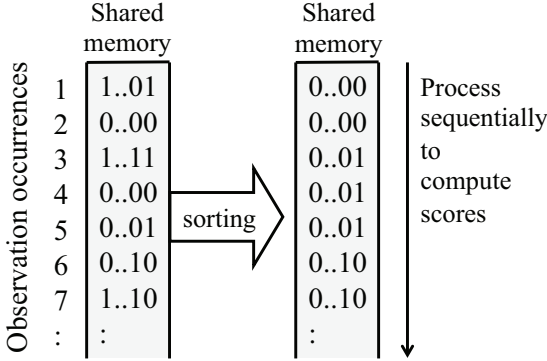 Shared
memory
Shared
memory
Observation occurrences
1 1..01
2 0..00
3 1..11
4 0..00
5 0..01
6 0..10
7 1..10
: :
sorting
0..00
0..00
0..01
0..01
0..01
0..10
0..10
:
Process
sequentially
to
compute
scores